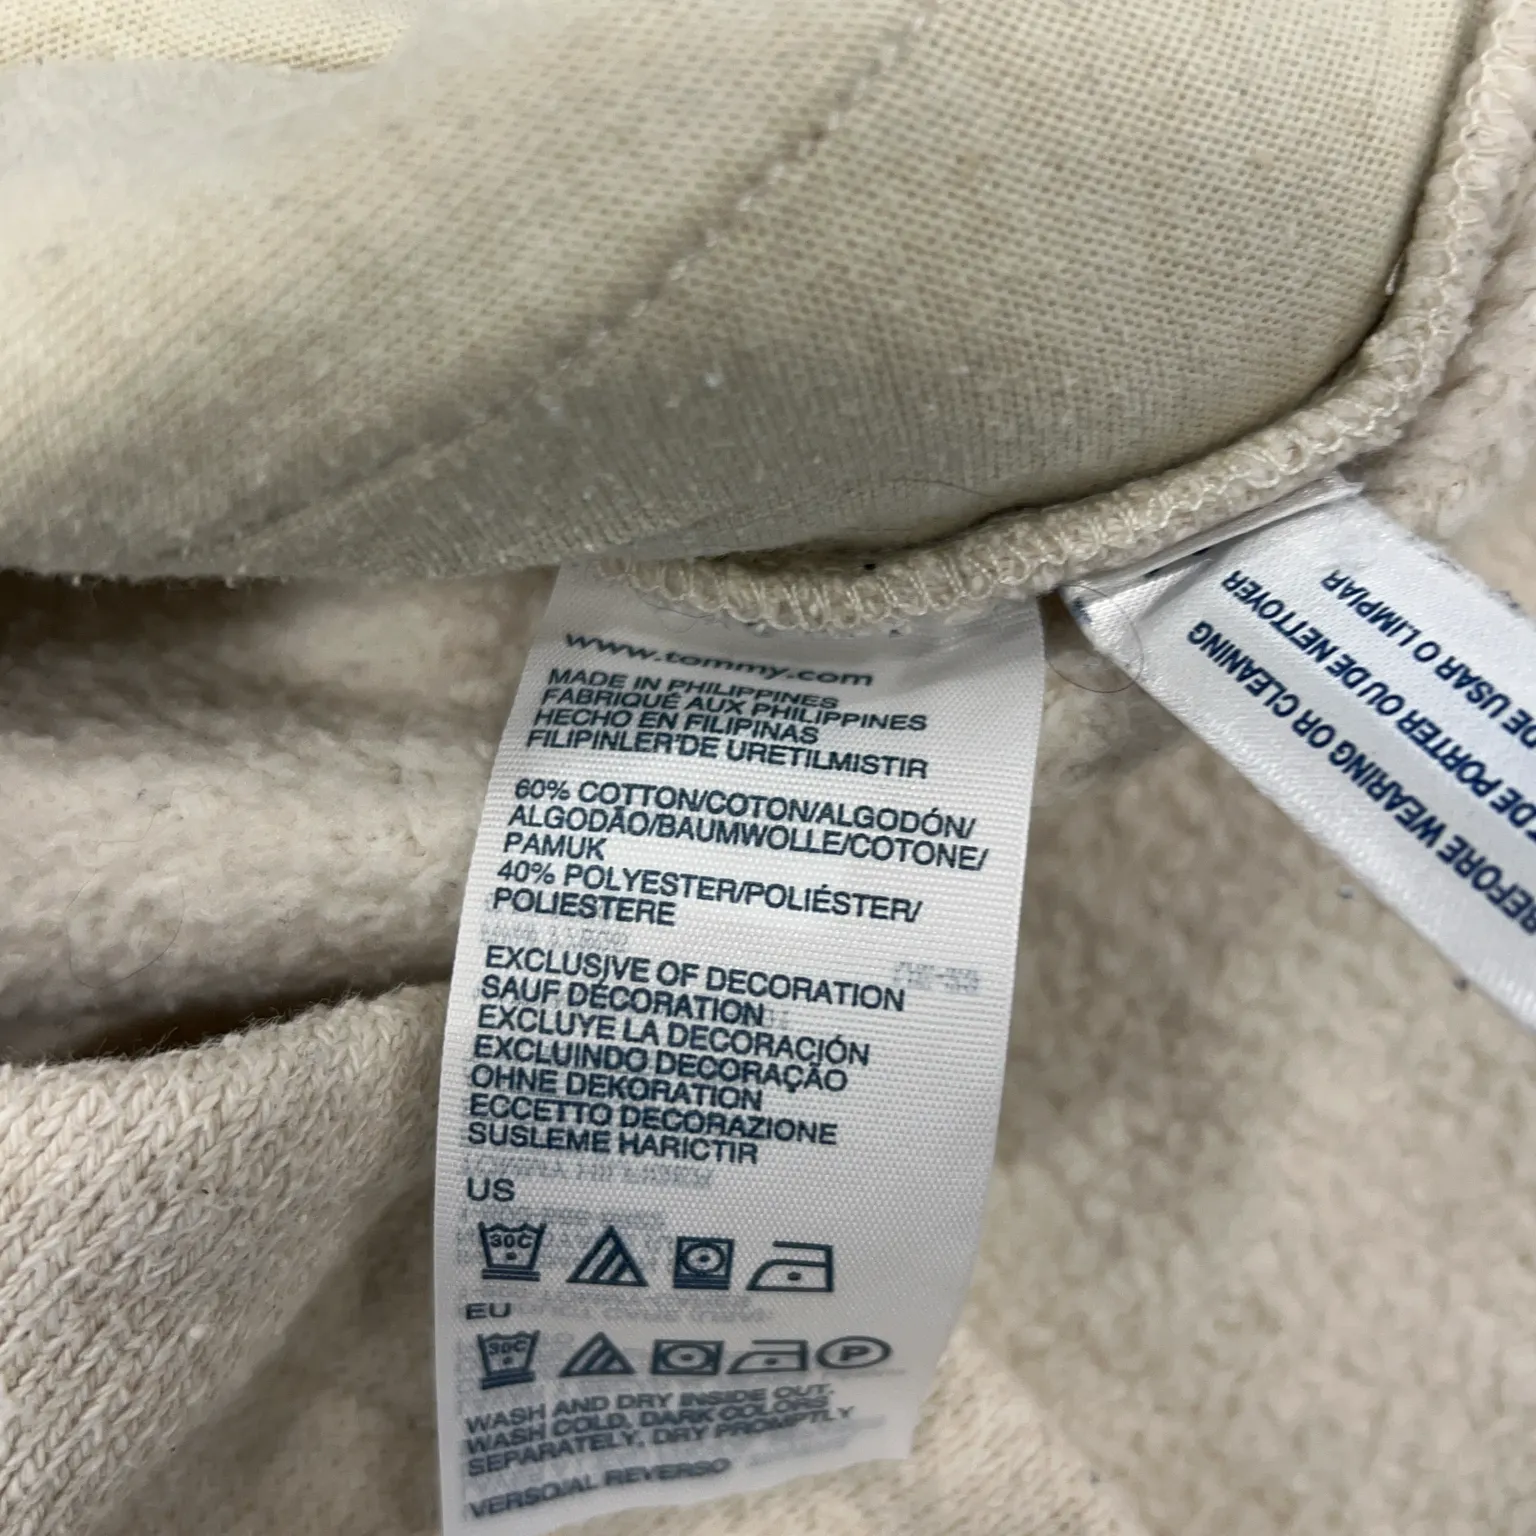 www.tommy.com
MADE IN PHILIPPINES
FABRIQUÉ AUX PHILIPPINES
HECHO EN FILIPINAS
FILIPINLER'DE URETILMISTIR
60% COTTON/COTON/ALGODÓN/
ALGODÃO/BAUMWOLLE/COTONE/
PAMUK
40% POLYESTER/POLIÉSTER/
POLIESTERE
EXCLUSIVE OF DECORATION
SAUF DÉCORATION
EXCLUYE LA DECORACIÓN
EXCLUINDO DECORAÇÃO
OHNE DEKORATION
ECCETTO DECORAZIONE
SUSLEME HARICTIR
US
30C
EU
30C
P
WASH AND DRY INSIDE OUT.
WASH COLD. DARK COLORS
SEPARATELY, DRY PROMPTLY
REVERSO
BEFORE WEARING OR CLEANING
DE PORTER OU DE NETTOYER
DE USAR O LIMPIAR